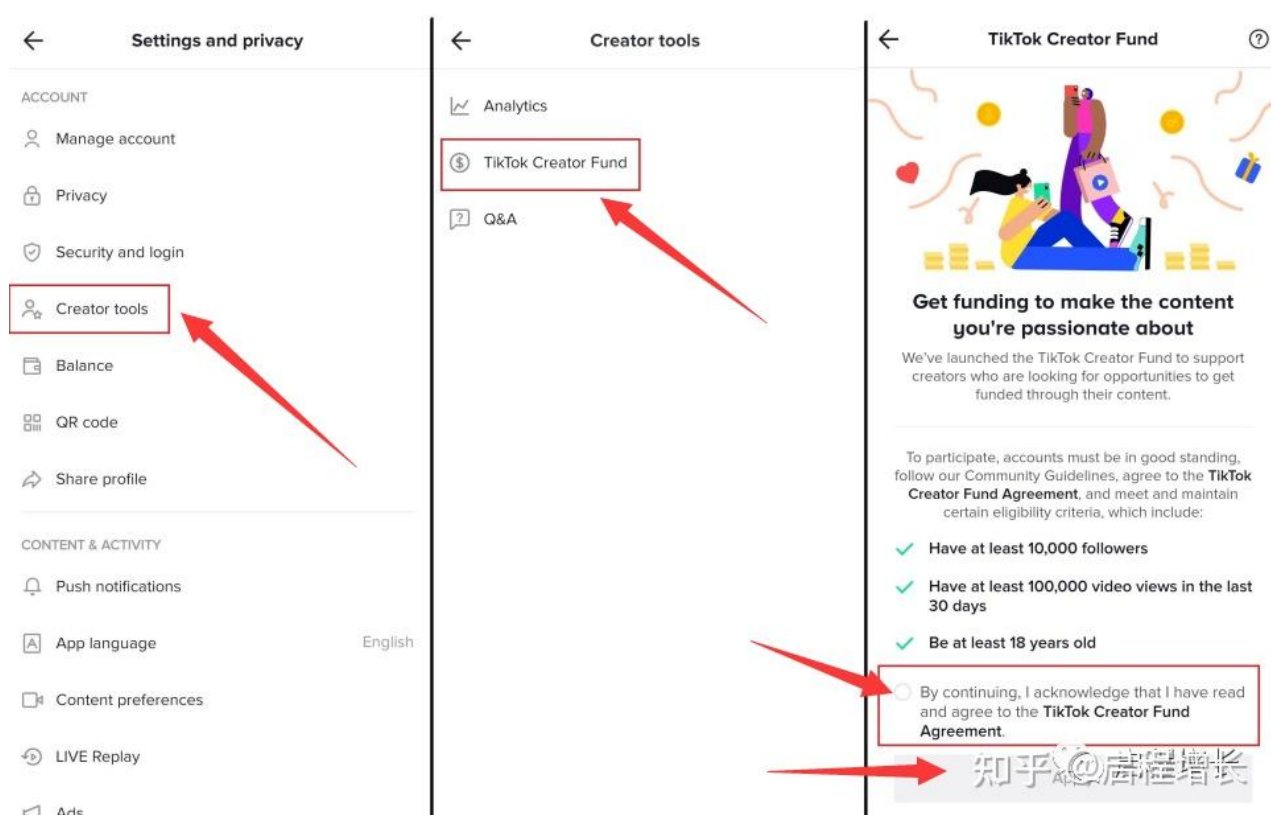 Settings and privacy
ACCOUNT
Manage account
Privacy
Security and login
Creator tools
Balance
QR code
Share profile
CONTENT & ACTIVITY
Push notifications
App language English
Content preferences
LIVE Replay
Ads
Creator tools
Analytics
TikTok Creator Fund
Q&A
TikTok Creator Fund
Get funding to make the content
you're passionate about
We've launched the TikTok Creator Fund to support
creators who are looking for opportunities to get
funded through their content.
To participate, accounts must be in good standing,
follow our Community Guidelines, agree to the TikTok
Creator Fund Agreement, and meet and maintain
certain eligibility criteria, which include:
Have at least 10,000 followers
Have at least 100,000 video views in the last
30 days
Be at least 18 years old
By continuing, I acknowledge that I have read
and agree to the TikTok Creator Fund
Agreement.
知乎 @启程增长